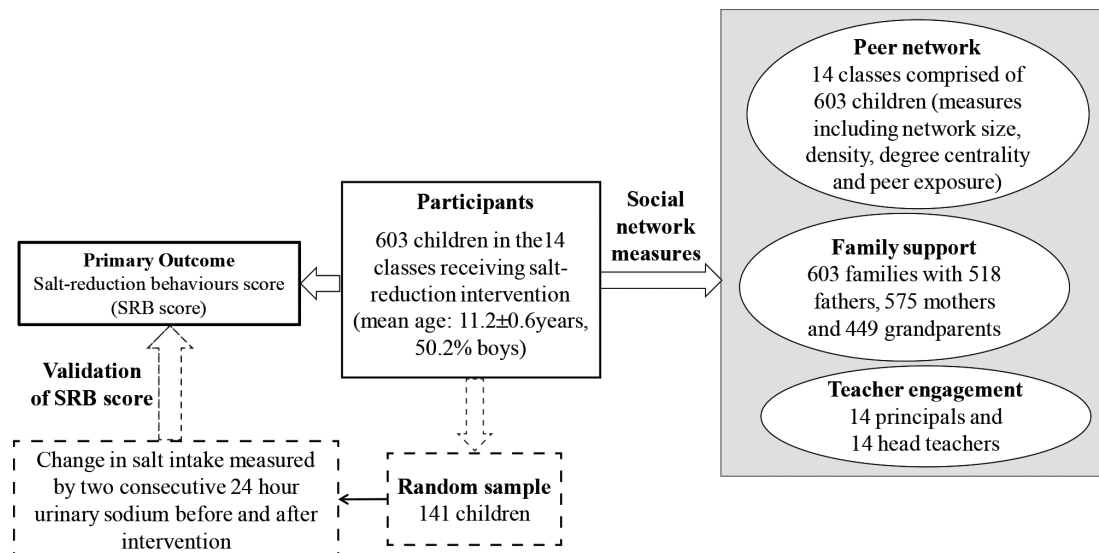 Peer network
14 classes comprised of
603 children (measures
including network size,
density, degree centrality
and peer exposure)
Participants
603 children in the14
classes receiving salt-
reduction intervention
(mean age: 11.2±0.6years,
50.2% boys)
Social
network
measures
Primary Outcome
Salt-reduction behaviours score
(SRB score)
Family support
603 families with 518
fathers, 575 mothers
and 449 grandparents
Validation
of SRB score
Teacher engagement
14 principals and
14 head teachers
Change in salt intake measured
by two consecutive 24 hour
urinary sodium before and after
intervention
Random sample
141 children